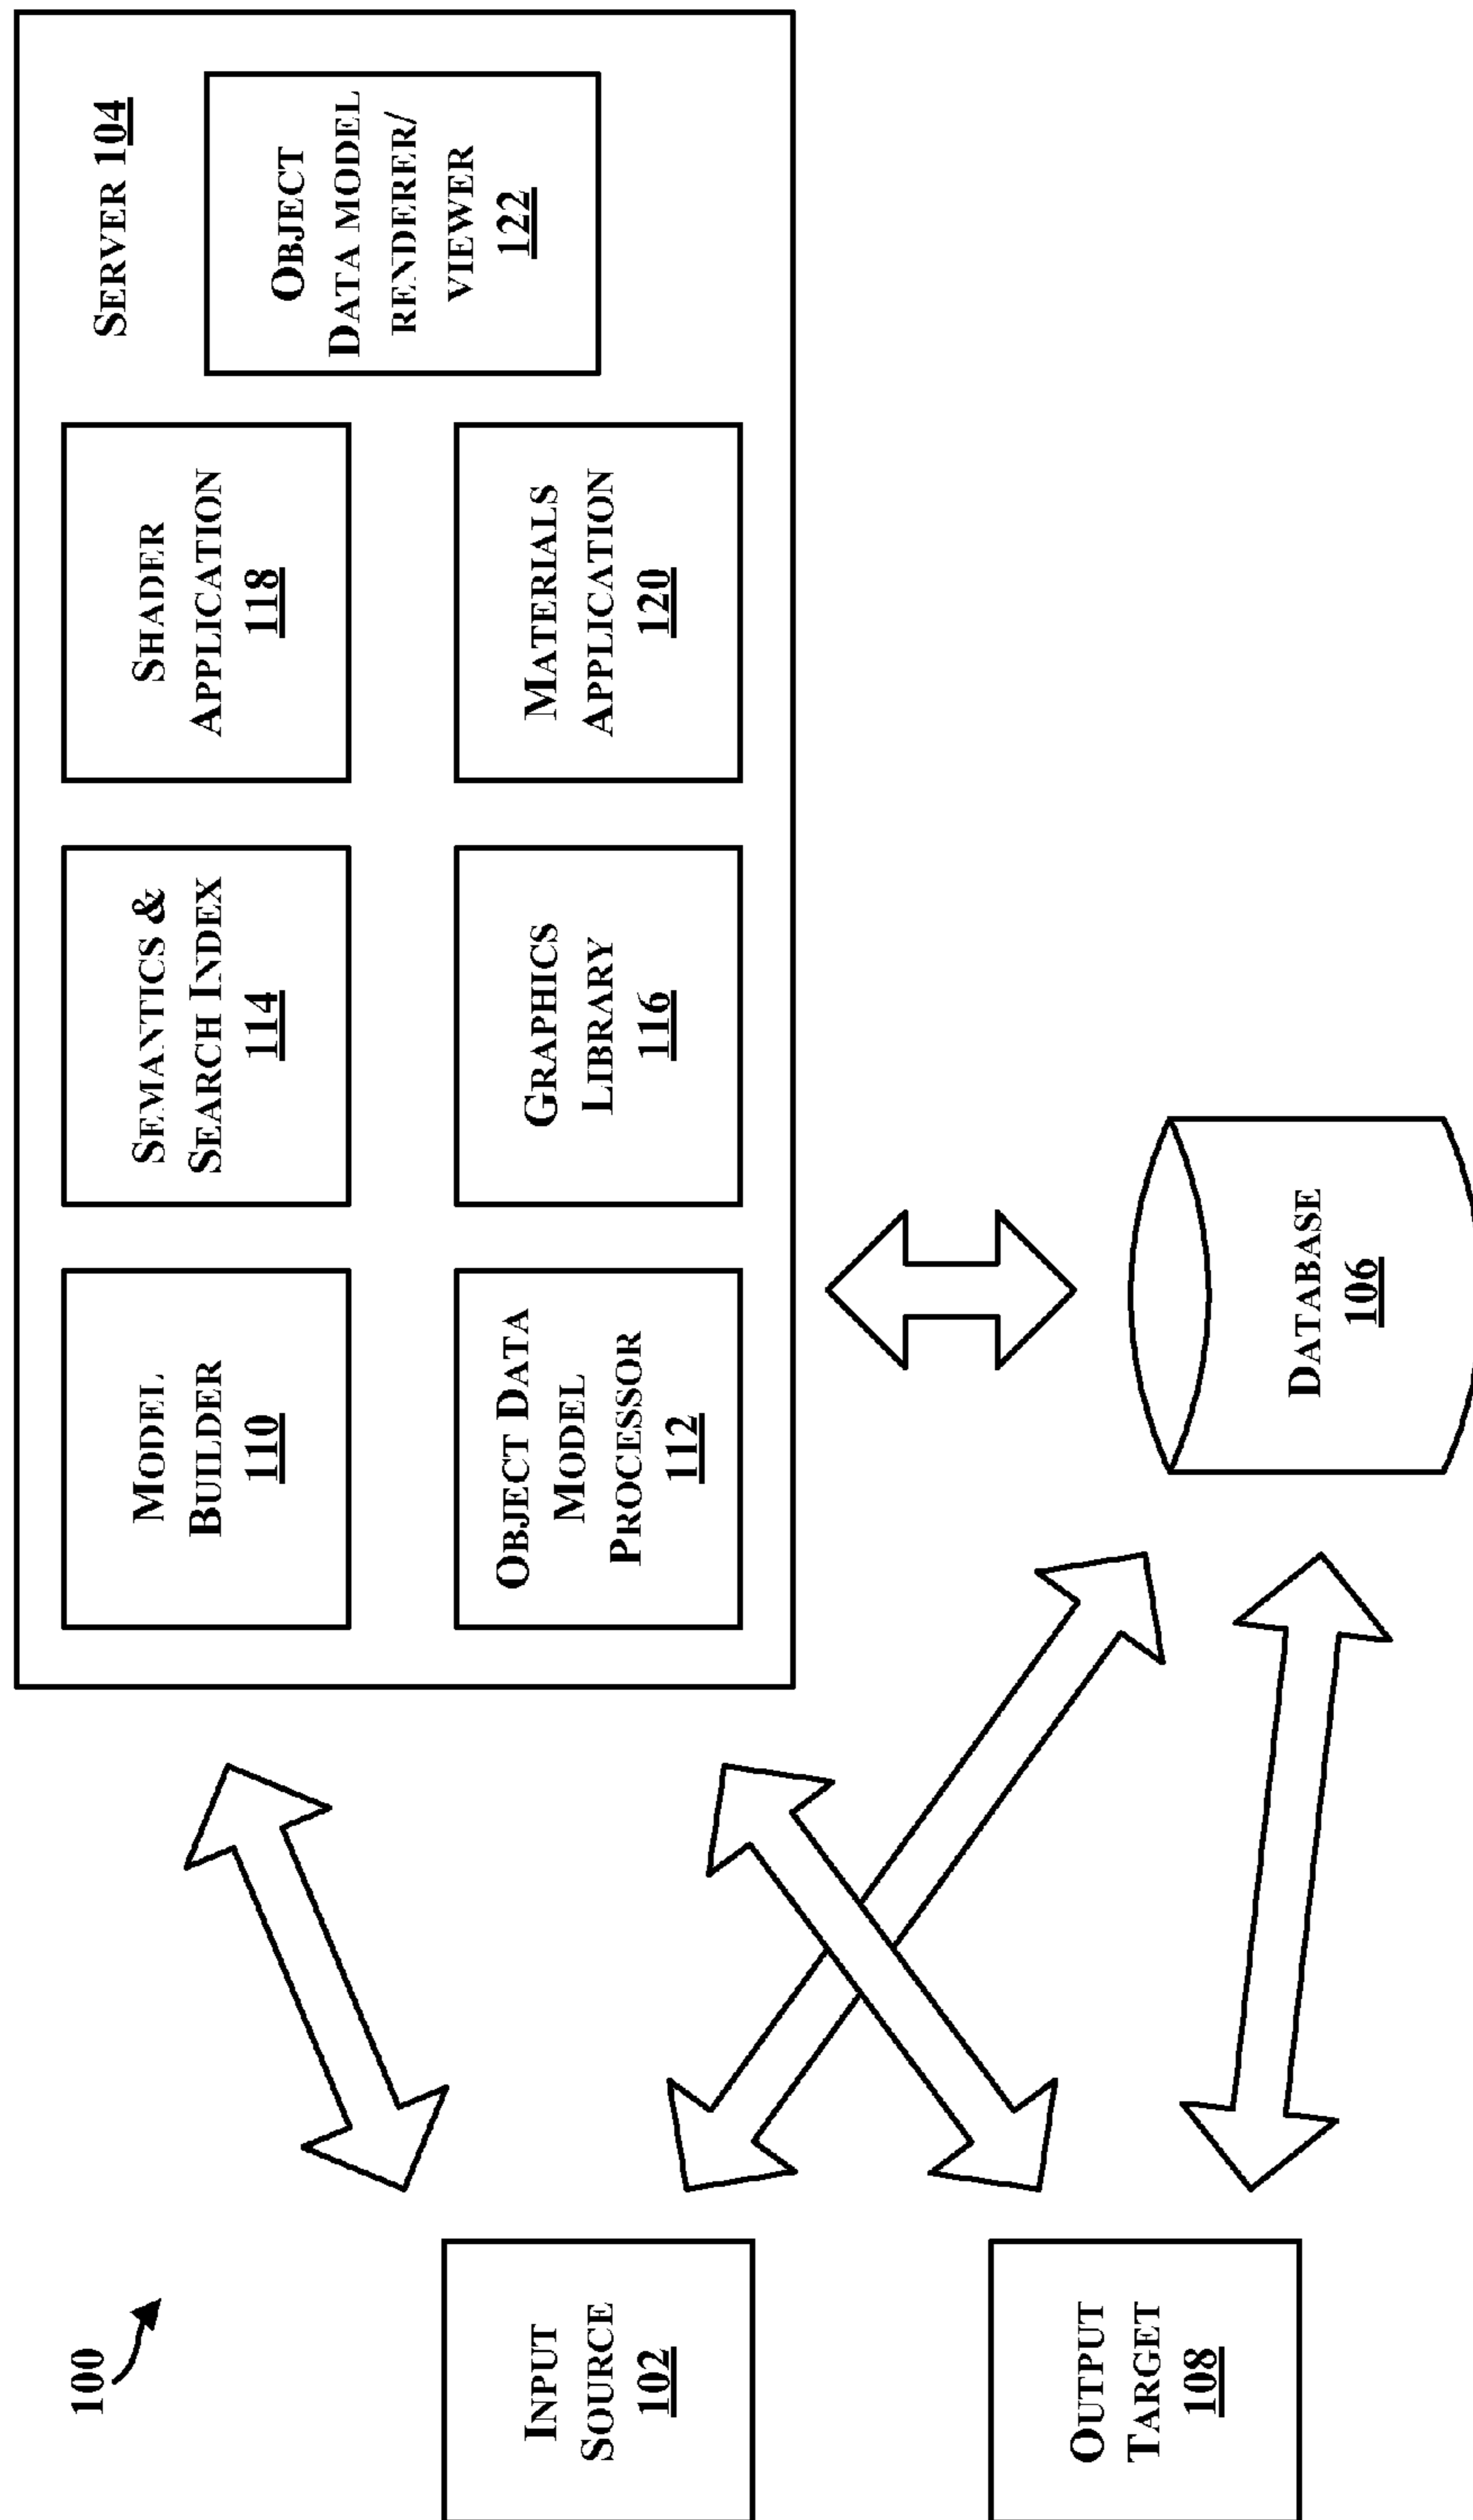 100
INPUT
SOURCE
102
OUTPUT
TARGET
108
SERVER 104
MODEL
BUILDER
110
SEMANTICS &
SEARCH INDEX
114
SHADER
APPLICATION
118
OBJECT
DATA MODEL
RENDERER/
VIEWER
122
OBJECT DATA
MODEL
PROCESSOR
112
GRAPHICS
LIBRARY
116
MATERIALS
APPLICATION
120
DATABASE
106